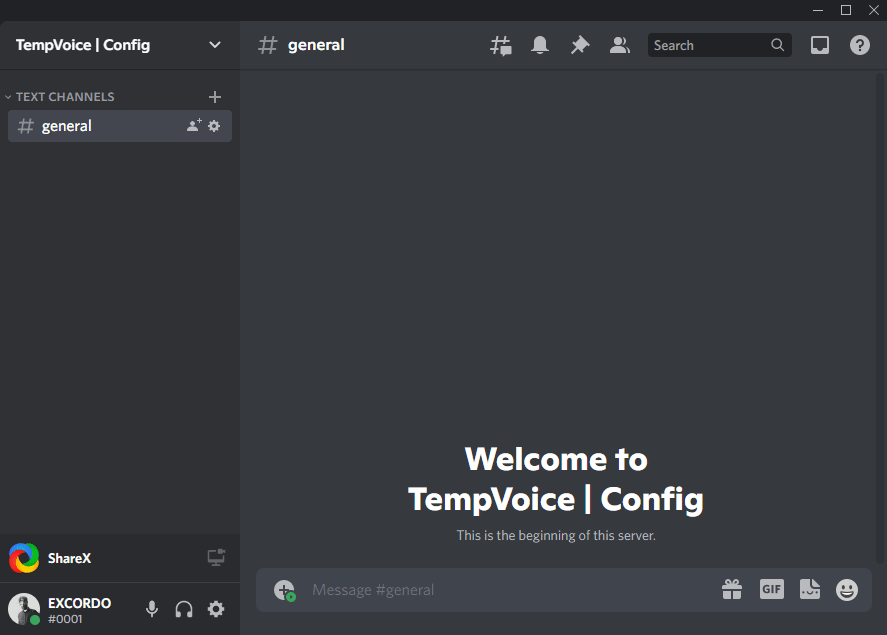 TempVoice | Config
general
Search
TEXT CHANNELS
general
Welcome to
TempVoice | Config
This is the beginning of this server.
ShareX
Message #general
GIF
EXCORDO
#0001